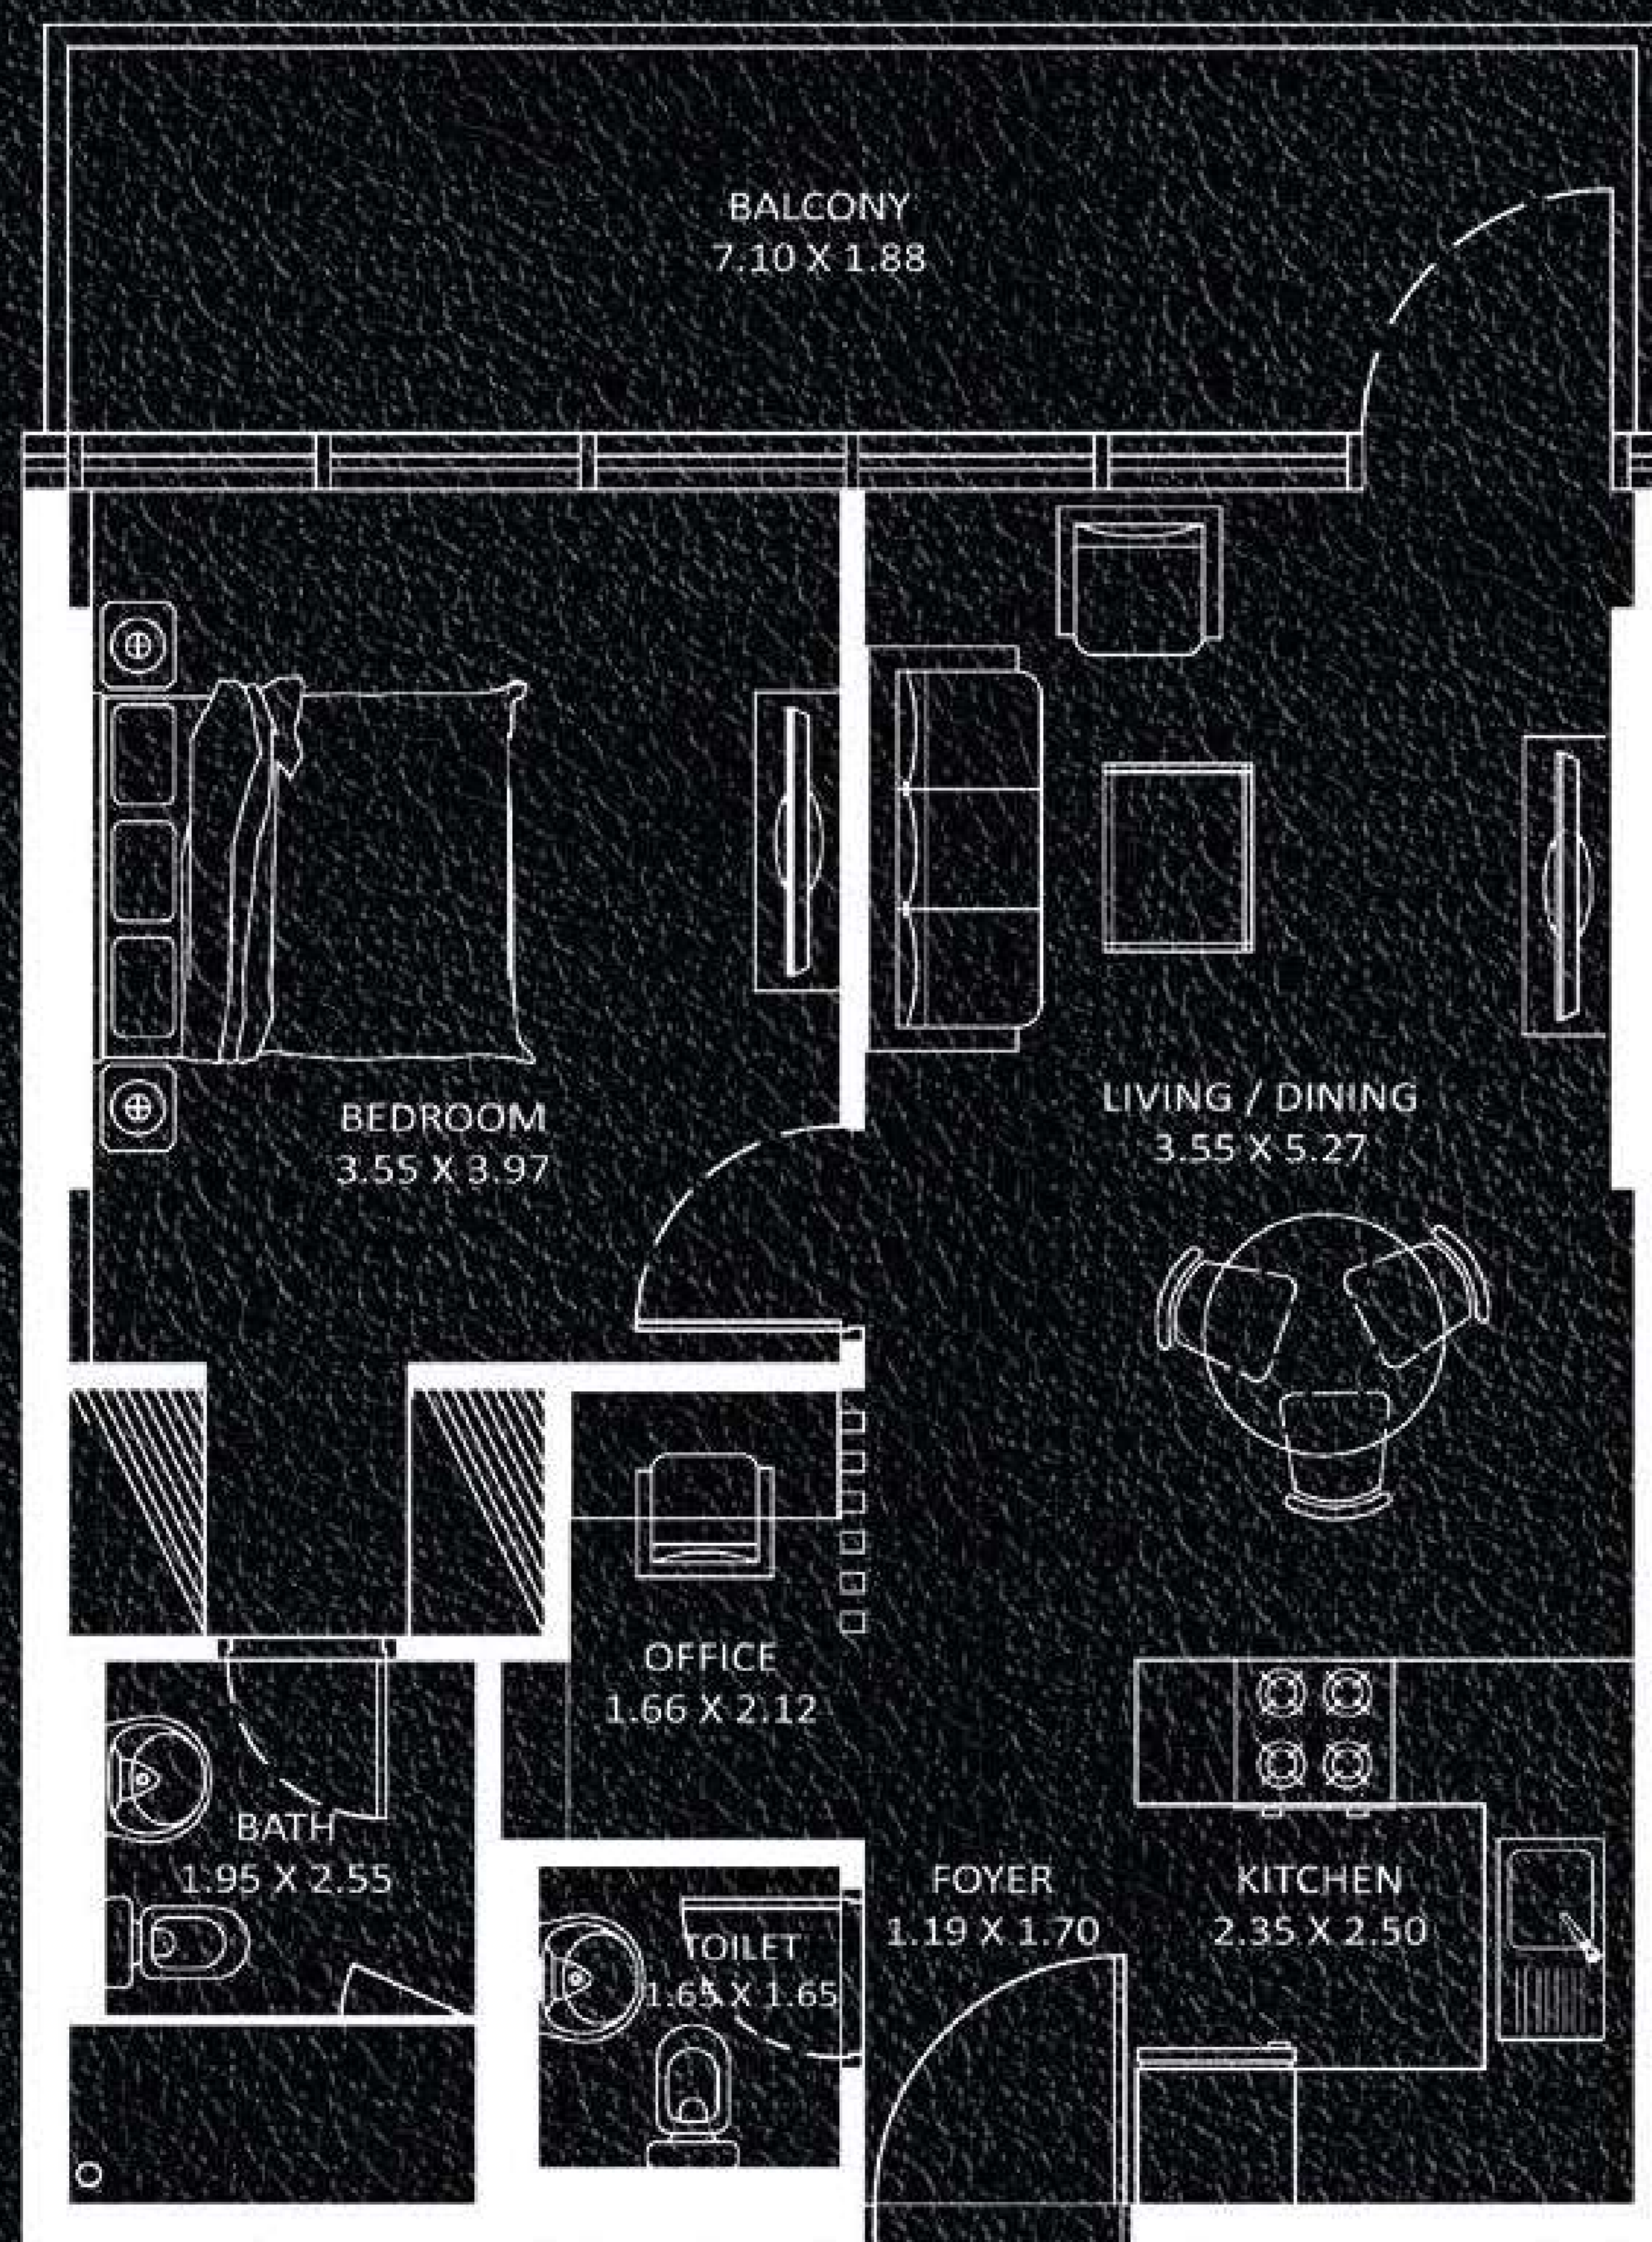 BALCONY
7.10 X 1.88
BEDROOM
3.55 X 3.97
LIVING / DINING
3.55 X 5.27
OFFICE
1.66 X 2.12
BATH
1.95 X 2.55
FOYER
1.19 X 1.70
KITCHEN
2.35 X 2.50
TOILET
1.65 X 1.65